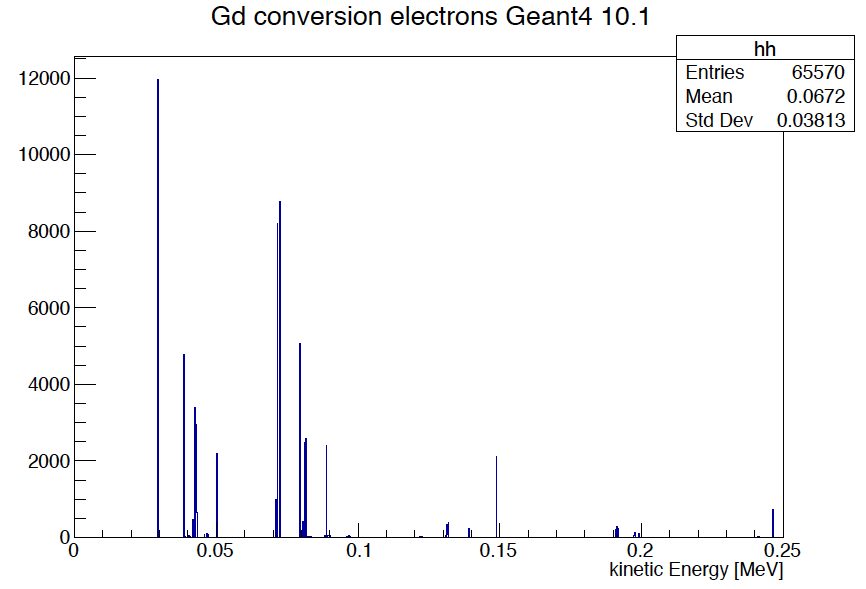 Gd conversion electrons Geant4 10.1
hh
Entries 65570
Mean 0.0672
Std Dev 0.03813
12000
10000
8000
6000
4000
2000
0
0 0.05 0.1 0.15 0.2 0.25
kinetic Energy [MeV]